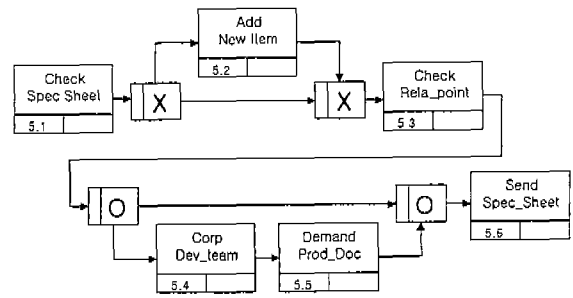 Add
New Item
5.2
Check
Spec Sheet
5.1
X
X
Check
Rela_point
5.3
O
O
Send
Spec_Sheet
5.6
Corp
Dev_team
5.4
Demand
Prod_Doc
5.5